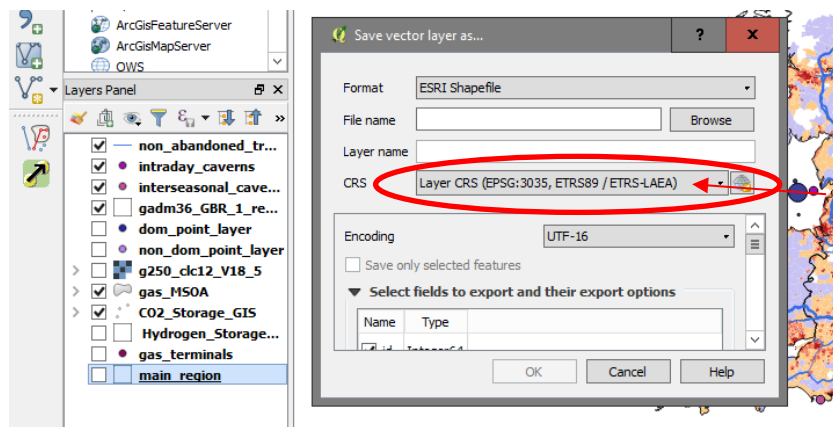 ArcGisFeatureServer
ArcGisMapServer
OWS
Layers Panel
non_abandoned_tr...
intraday_caverns
interseasonal_cave...
gadm36_GBR_1_re...
dom_point_layer
non_dom_point_layer
g250_clc12_V18_5
gas_MSOA
CO2_Storage_GIS
Hydrogen_Storage...
gas_terminals
main_region
Save vector layer as...
? x
Format ESRI Shapefile
File name Browse
Layer name
CRS Layer CRS (EPSG:3035, ETRS89 / ETRS-LAEA)
Encoding UTF-16
Save only selected features
Select fields to export and their export options
Name Type
id Integer64
OK Cancel Help